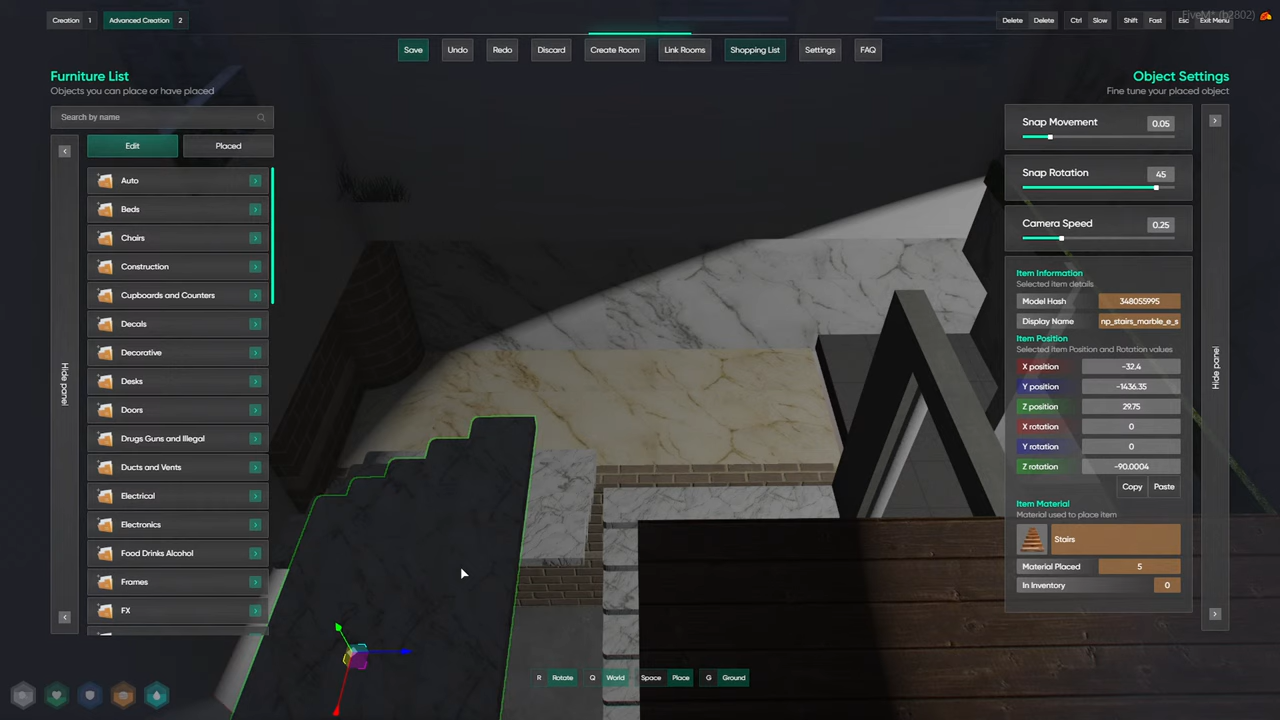 Creation 1
Advanced Creation 2
Delete Delete
Ctrl Slow
Shift Fast
Esc Exit Menu
FiveM* (b2802)
Save
Undo
Redo
Discard
Create Room
Link Rooms
Shopping List
Settings
FAQ
Furniture List
Objects you can place or have placed
Search by name
Edit
Placed
Auto
Beds
Chairs
Construction
Cupboards and Counters
Decals
Decorative
Desks
Doors
Drugs Guns and Illegal
Ducts and Vents
Electrical
Electronics
Food Drinks Alcohol
Frames
FX
Hide panel
Object Settings
Fine tune your placed object
Snap Movement 0.05
Snap Rotation 45
Camera Speed 0.25
Item Information
Selected item details
Model Hash 348055995
Display Name np_stairs_marble_e_s
Item Position
Selected Item Position and Rotation values
X position -32.4
Y position -1436.35
Z position 29.75
X rotation 0
Y rotation 0
Z rotation -90.0004
Copy Paste
Item Material
Material used to place item
Stairs
Material Placed 5
In Inventory 0
Hide panel
R Rotate
Q World
Space Place
G Ground